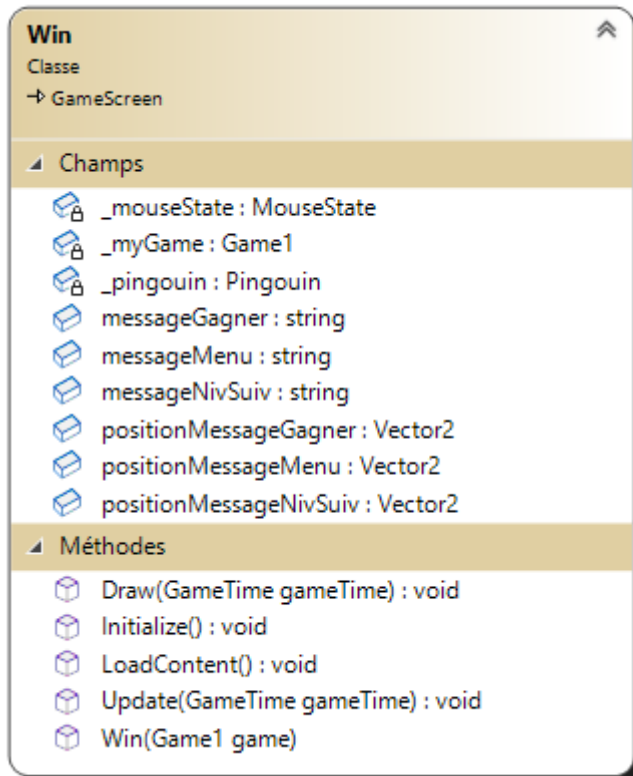 Win
Classe
GameScreen
Champs
_mouseState : MouseState
_myGame : Game1
_pingouin : Pingouin
messageGagner : string
messageMenu : string
messageNivSuiv : string
positionMessageGagner : Vector2
positionMessageMenu : Vector2
positionMessageNivSuiv : Vector2
Méthodes
Draw(GameTime gameTime) : void
Initialize() : void
LoadContent() : void
Update(GameTime gameTime) : void
Win(Game1 game)